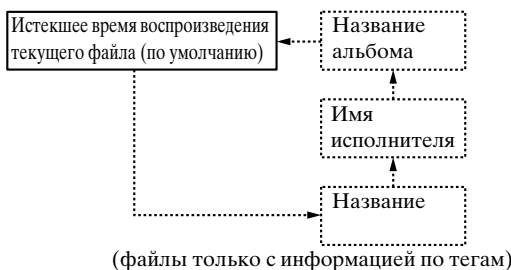 Истекшее время воспроизведения
текущего файла (по умолчанию)
Название
альбома
Имя
исполнителя
Название
(файлы только с информацией по тегам)